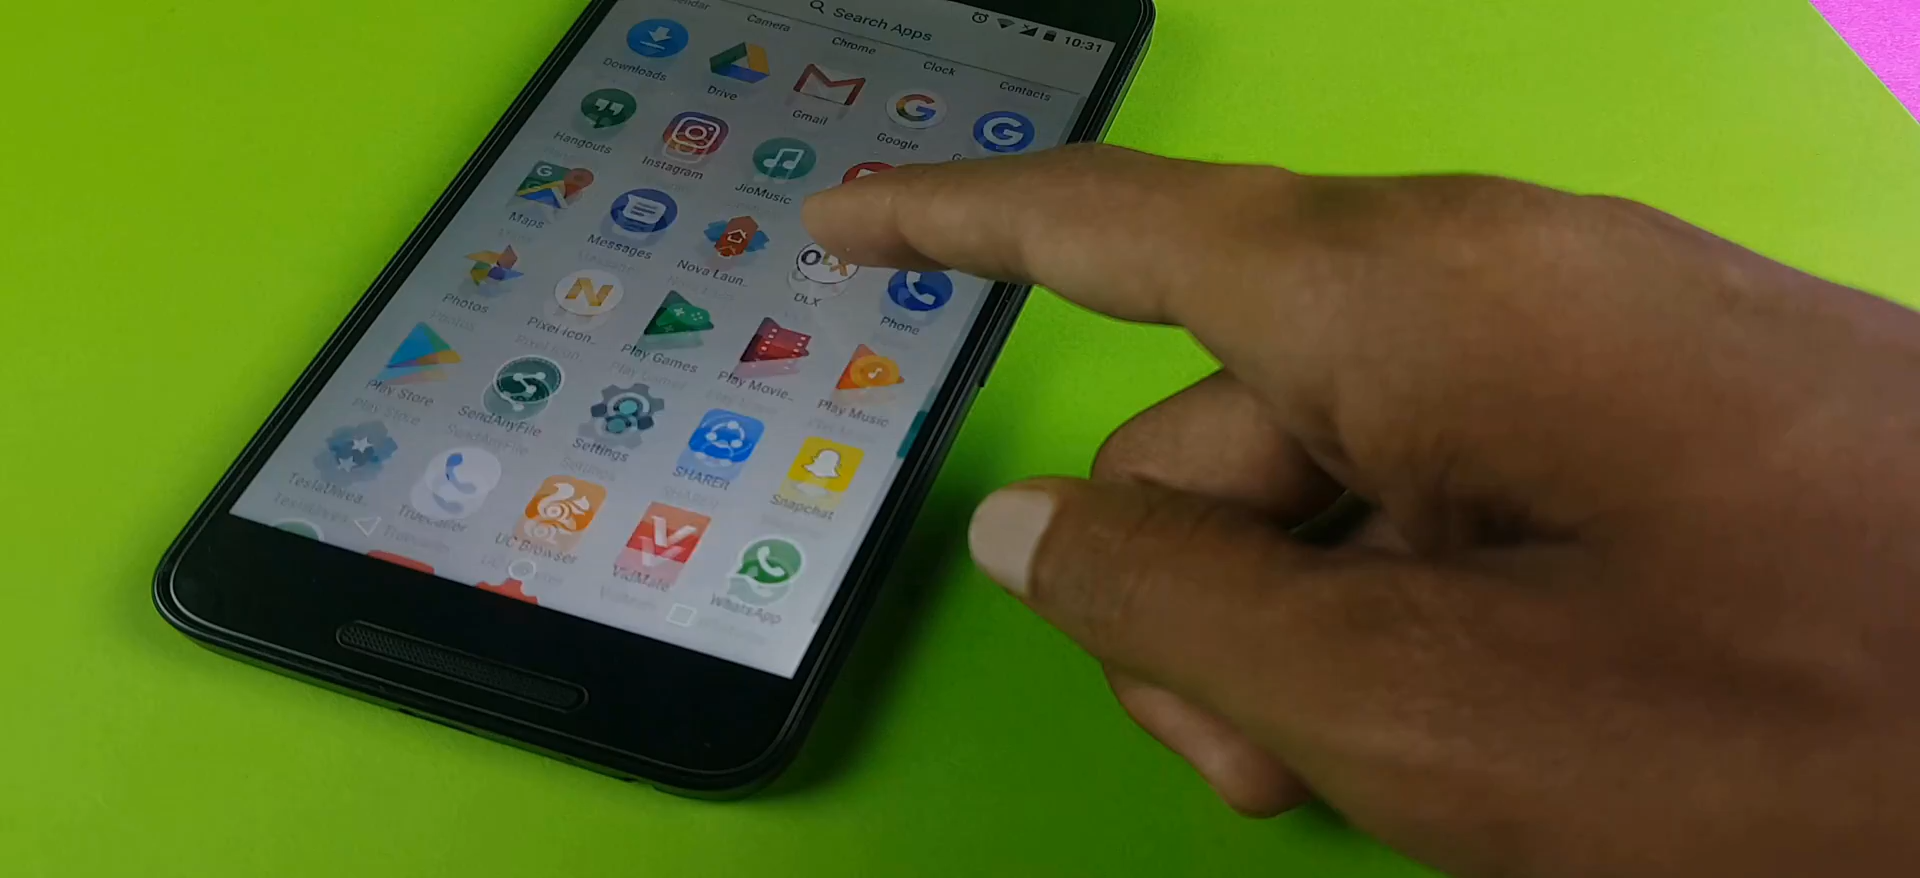 Search Apps
10:31
Camera
Chrome
Clock
Contacts
Downloads
Drive
Gmail
Google
Hangouts
Instagram
JioMusic
Maps
Messages
Nova Laun..
OLX
OLX
Phone
Photos
Pixel Icon..
Play Games
Play Movie..
Play Music
Play Store
SendAnyFile
Settings
SHAREit
Snapchat
TeslaUnrea..
Truecaller
UC Browser
VidMate
WhatsApp